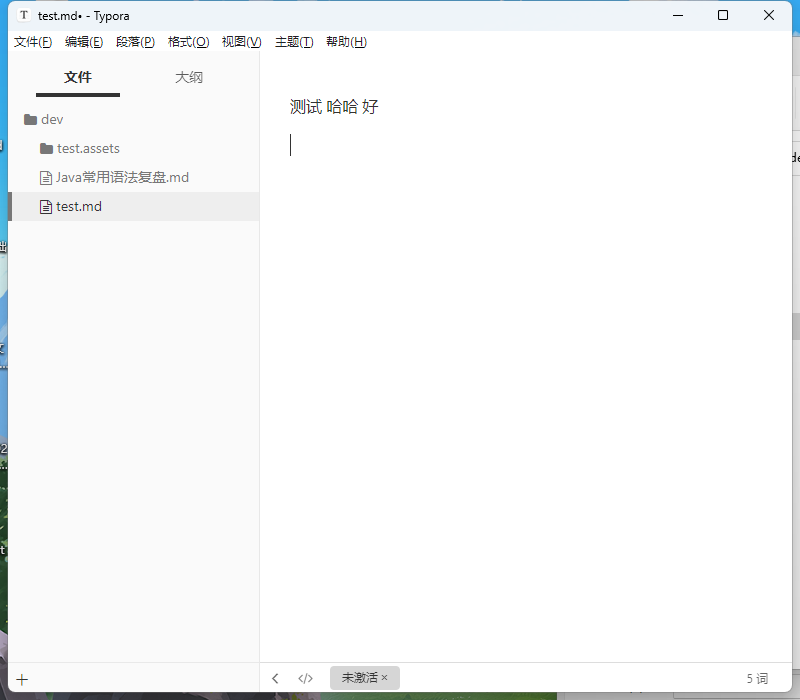 test.md• - Typora
文件(F) 编辑(E) 段落(P) 格式(O) 视图(V) 主题(T) 帮助(H)
文件 大纲
dev
test.assets
Java常用语法复盘.md
test.md
测试 哈哈 好
未激活 ×
5 词